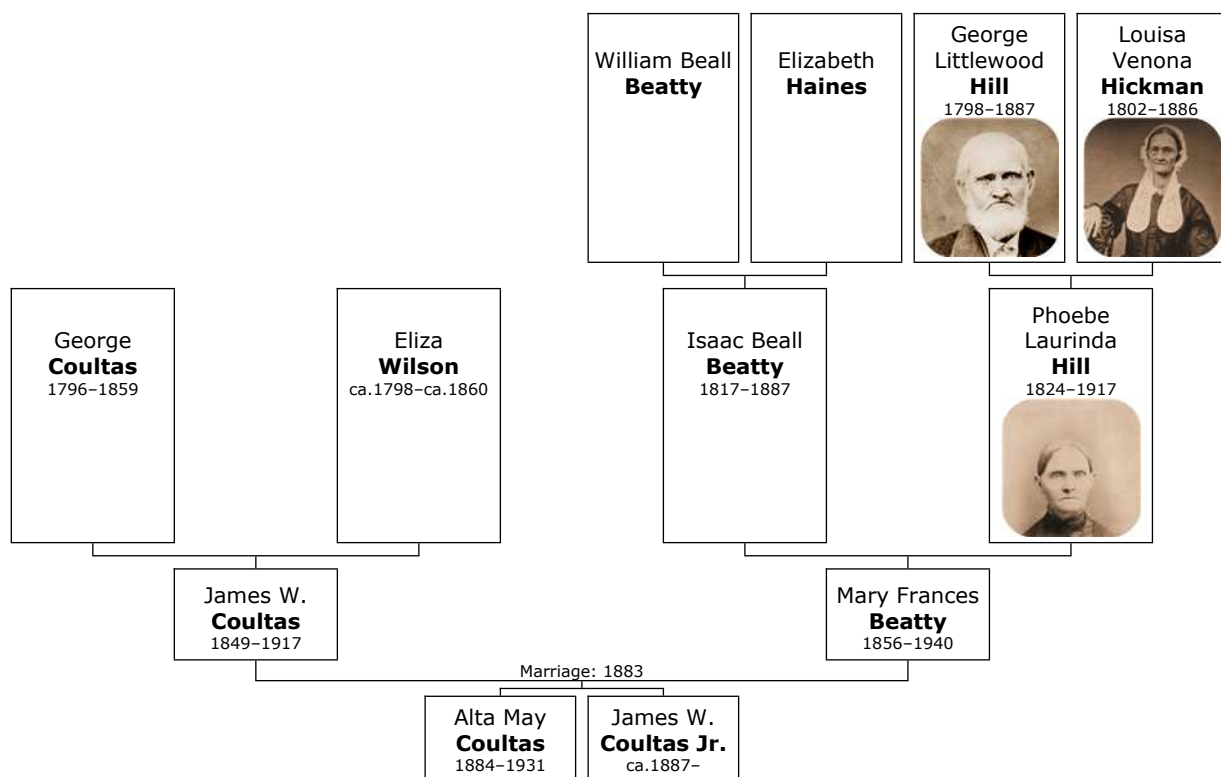 William Beall
Beatty
Elizabeth
Haines
George
Littlewood
Hill
1798–1887
Louisa
Venona
Hickman
1802–1886
George
Coultas
1796–1859
Eliza
Wilson
ca.1798–ca.1860
Isaac Beall
Beatty
1817–1887
Phoebe
Laurinda
Hill
1824–1917
James W.
Coultas
1849–1917
Mary Frances
Beatty
1856–1940
Marriage: 1883
Alta May
Coultas
1884–1931
James W.
Coultas Jr.
ca.1887–